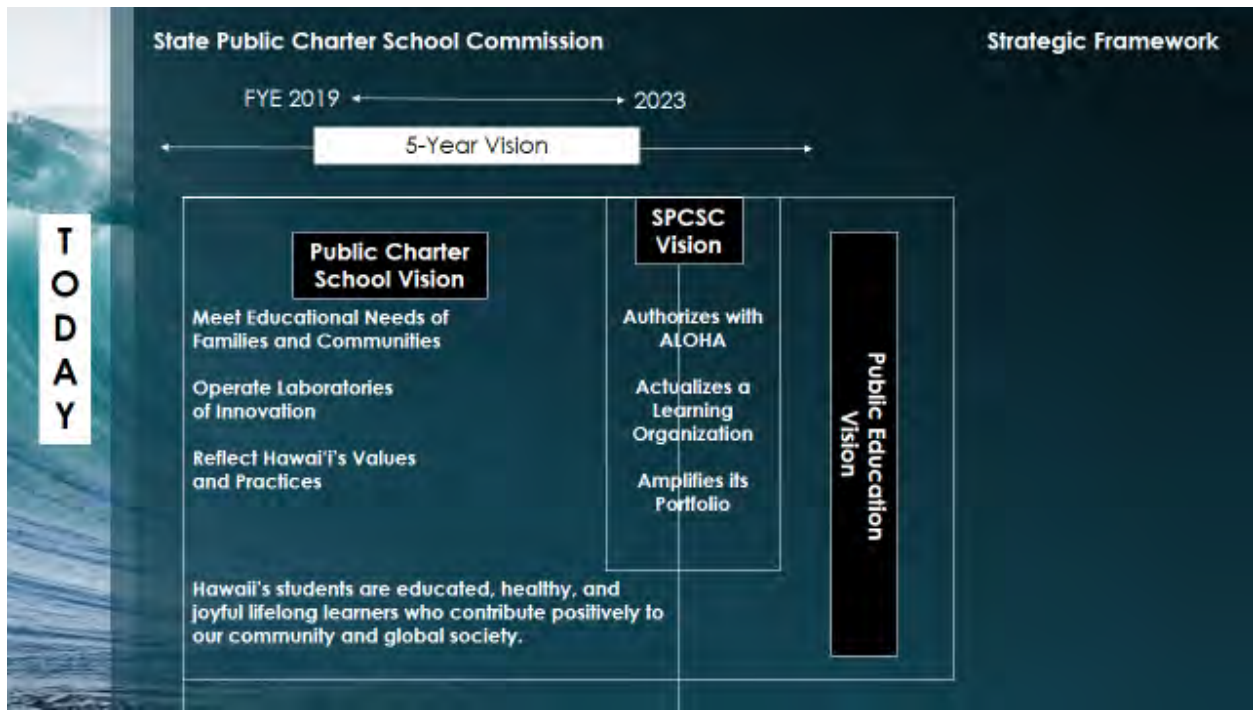 State Public Charter School Commission
Strategic Framework
FYE 2019
2023
5-Year Vision
TODAY
Public Charter
School Vision
Meet Educational Needs of
Families and Communities
Operate Laboratories
of Innovation
Reflect Hawai'i's Values
and Practices
SPCSC
Vision
Authorizes with
ALOHA
Actualizes a
Learning
Organization
Amplifies its
Portfolio
Public Education
Vision
Hawaii's students are educated, healthy, and
joyful lifelong learners who contribute positively to
our community and global society.